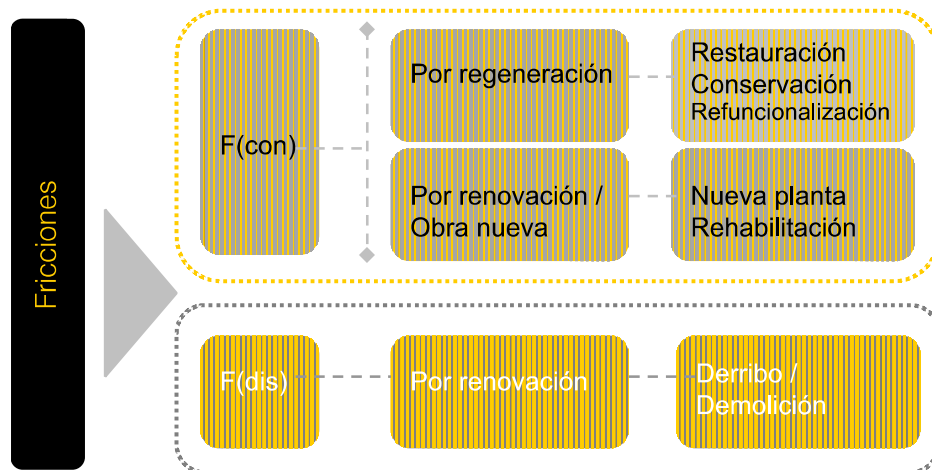 Fricciones
F(con)
Por regeneración
Restauración
Conservación
Refuncionalización
Por renovación /
Obra nueva
Nueva planta
Rehabilitación
F(dis)
Por renovación
Derribo /
Demolición